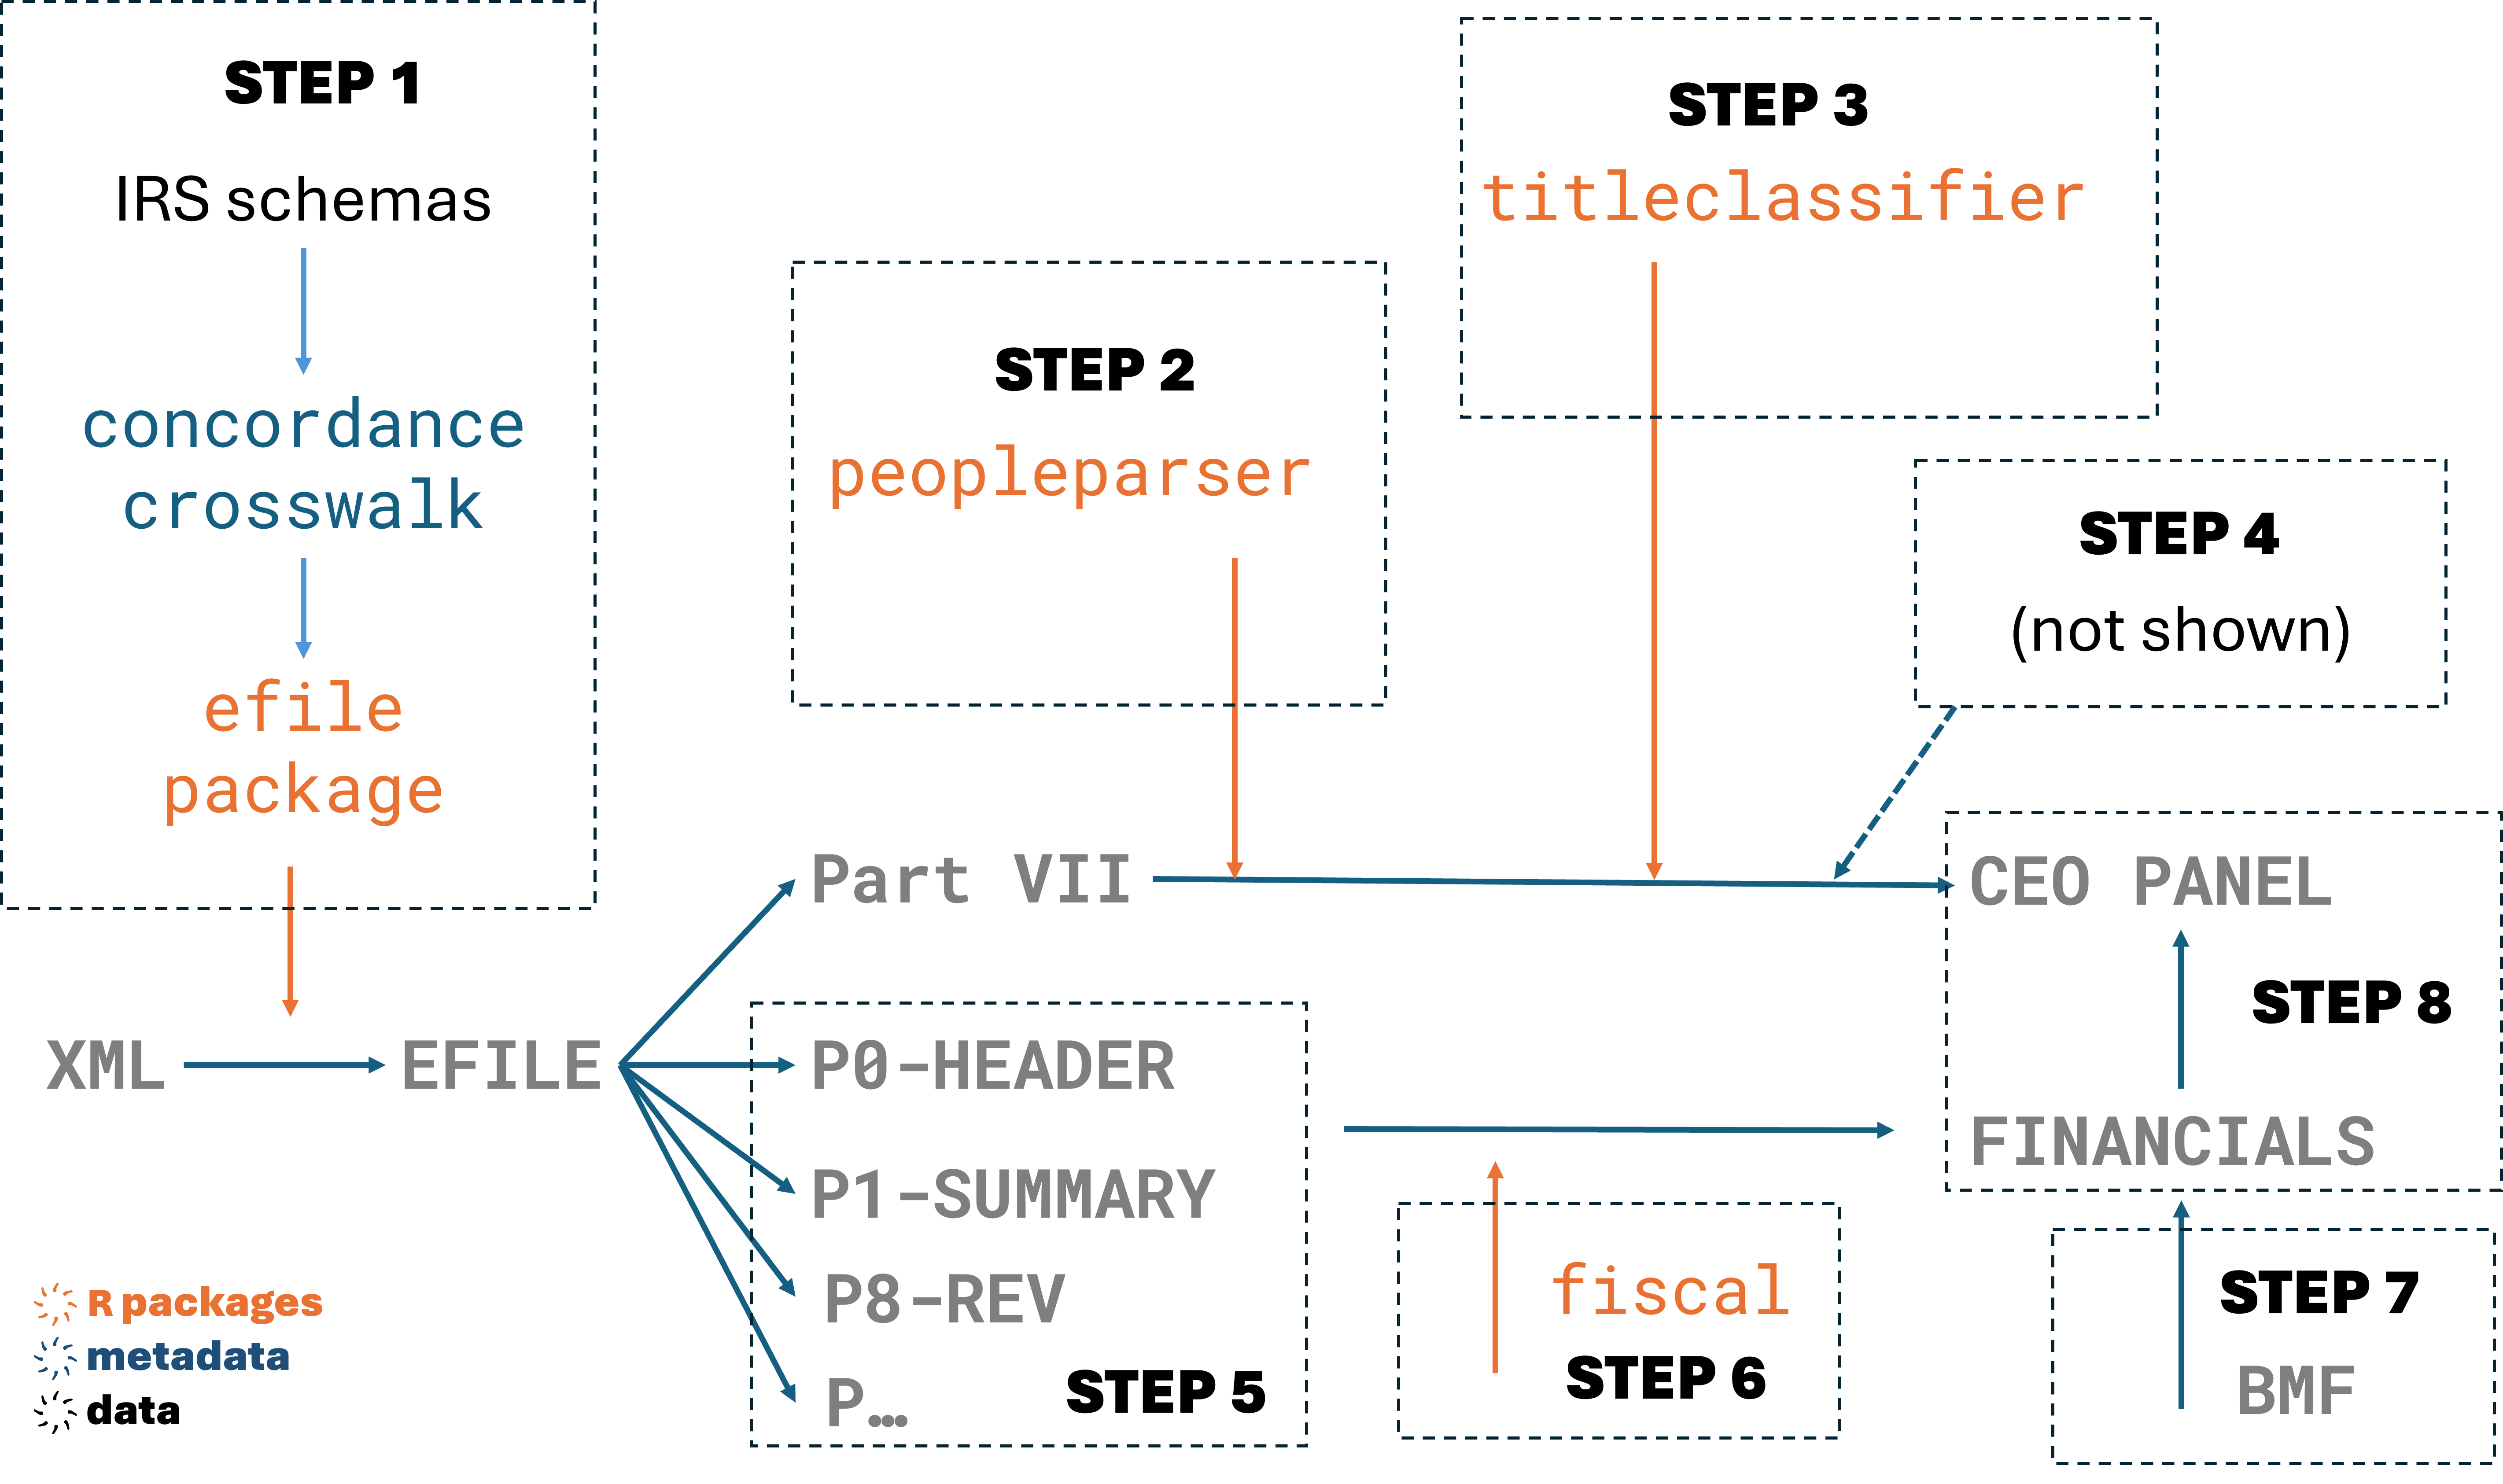 STEP 1
IRS schemas
concordance
crosswalk
efile
package
STEP 2
peopleparser
STEP 3
titleclassifier
STEP 4
(not shown)
Part VII
CEO PANEL
STEP 8
XML
EFILE
P0-HEADER
P1-SUMMARY
P8-REV
P...
STEP 5
FINANCIALS
fiscal
STEP 6
STEP 7
BMF
R packages
metadata
data